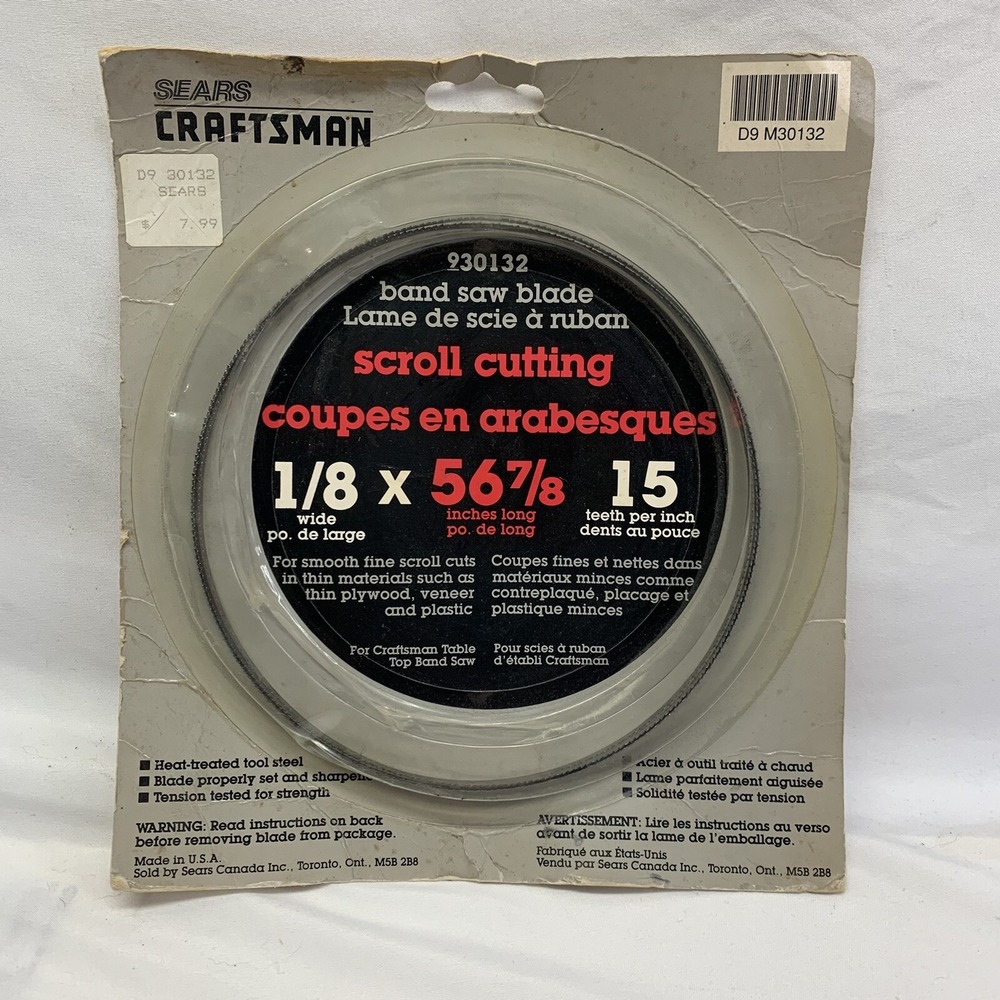 SEARS
CRAFTSMAN
D9 M30132
D9 30132
SEARS
$ 7.99
930132
band saw blade
Lame de scie à ruban
scroll cutting
coupes en arabesques
1/8 x 56 7/8 15
wide
po. de large
inches long
po. de long
teeth per inch
dents au pouce
For smooth fine scroll cuts
in thin materials such as
thin plywood, veneer
and plastic
Coupes fines et nettes dans
matériaux minces comme
contreplaqué, placage et
plastique minces
For Craftsman Table
Top Band Saw
Pour scies à ruban
d'établi Craftsman
Heat-treated tool steel
Blade properly set and
Tension tested for strength
WARNING: Read instructions on back
before removing blade from package.
Made in U.S.A.
Sold by Sears Canada Inc., Toronto, Ont., M5B 2B8
Acier à outil traité à chaud
Lame parfaitement aiguisée
Solidité testée par tension
AVERTISSEMENT: Lire les instructions au verso
avant de sortir la lame de l'emballage.
Fabriqué aux États-Unis
Vendu par Sears Canada Inc., Toronto, Ont., M5B 2B8